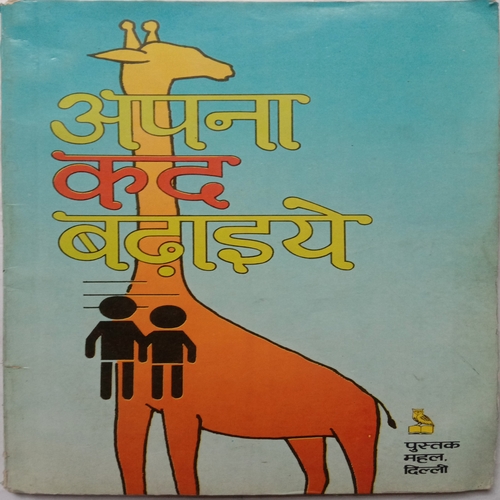 अपना
कद
बढ़ाइये
पुस्तक
महल,
दिल्ली